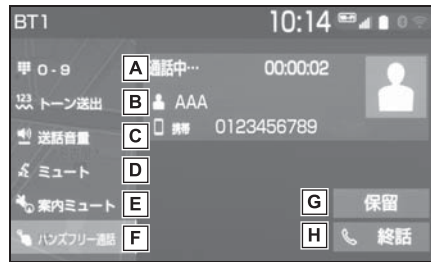 BT1 10:14
0-9 A 通話中… 00:00:02
123 トーン送出 B AAA
送話音量 C 携帯 0123456789
ミュート D
案内ミュート E G 保留
ハンズフリー通話 F H 終話